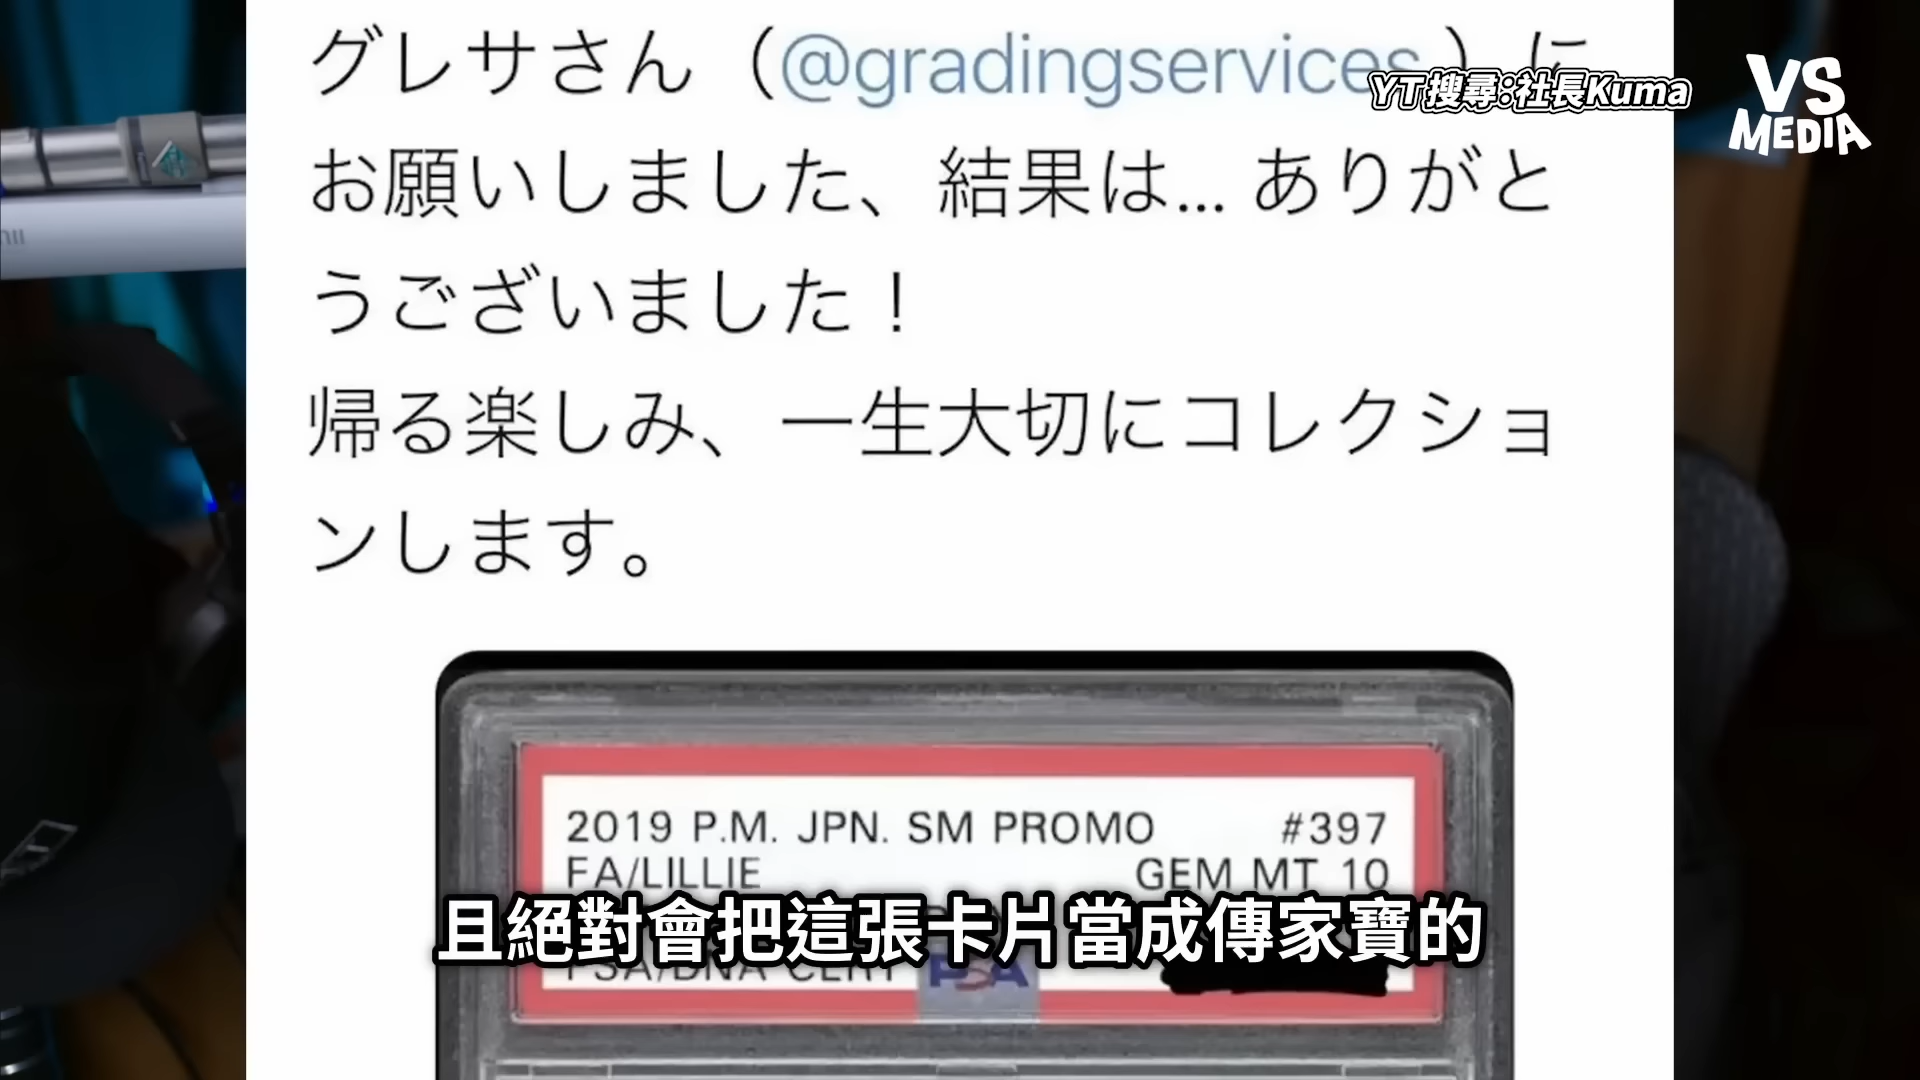 グレサさん（@gradingservices）に
YT搜尋:社長Kuma
VS
MEDIA
お願いしました、結果は... ありがと
うございました！
帰る楽しみ、一生大切にコレクショ
ンします。
2019 P.M. JPN. SM PROMO #397
FA/LILLIE GEM MT 10
且絕對會把這張卡片當成傳家寶的
PSA/DNA CERT PSA